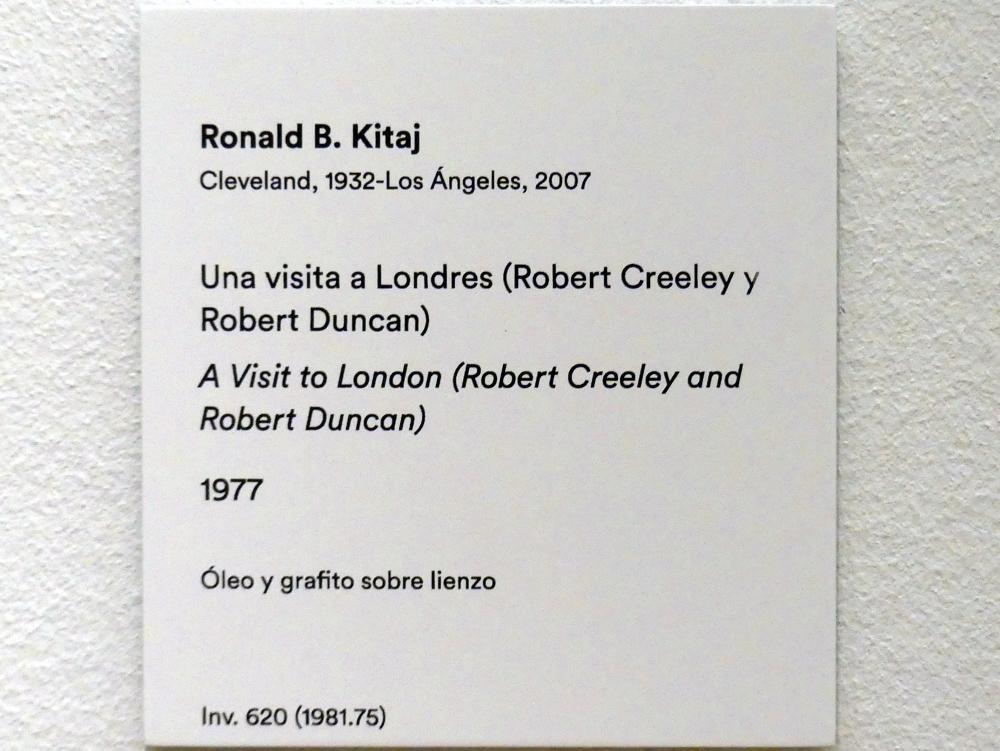 Ronald B. Kitaj
Cleveland, 1932-Los Ángeles, 2007
Una visita a Londres (Robert Creeley y
Robert Duncan)
A Visit to London (Robert Creeley and
Robert Duncan)
1977
Óleo y grafito sobre lienzo
Inv. 620 (1981.75)